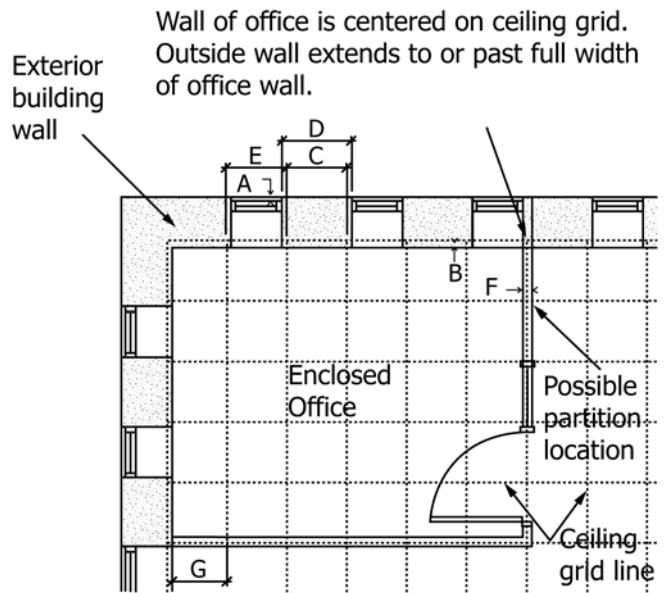 Wall of office is centered on ceiling grid.
Outside wall extends to or past full width
of office wall.
Exterior
building
wall
D
E
C
A
B
F
Enclosed
Office
Possible
partition
location
Ceiling
grid line
G